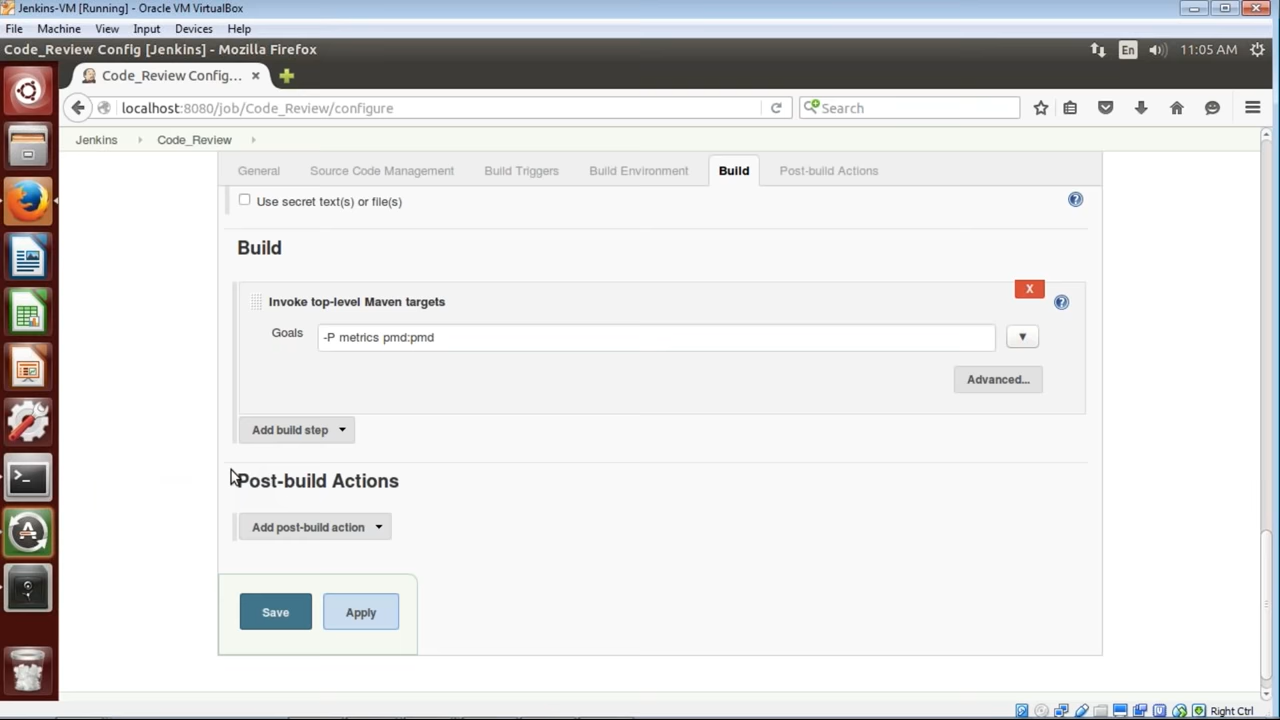 Jenkins-VM [Running] - Oracle VM VirtualBox
File Machine View Input Devices Help
Code_Review Config [Jenkins] - Mozilla Firefox
En 11:05 AM
Code_Review Config...
localhost:8080/job/Code_Review/configure
Search
Jenkins Code_Review
General Source Code Management Build Triggers Build Environment Build Post-build Actions
Use secret text(s) or file(s)
Build
Invoke top-level Maven targets
X
Goals -P metrics pmd:pmd
Advanced...
Add build step
Post-build Actions
Add post-build action
Save Apply
Right Ctrl